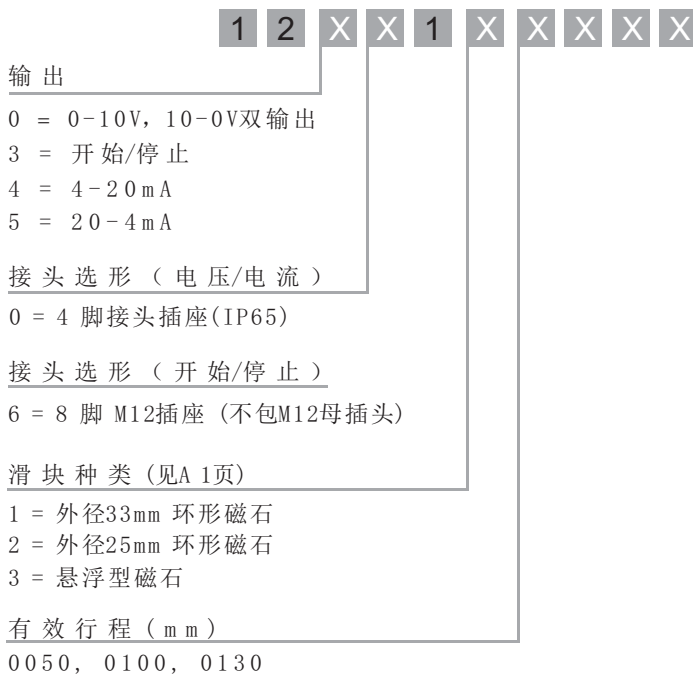 1 2 X X 1 X X X X X
输出
0 = 0-10V, 10-0V双输出
3 = 开始/停止
4 = 4-20mA
5 = 20-4mA
接头选形（电压/电流）
0 = 4 脚接头插座(IP65)
接头选形（开始/停止）
6 = 8 脚 M12插座 (不包M12母插头)
滑块种类 (见A 1页)
1 = 外径33mm 环形磁石
2 = 外径25mm 环形磁石
3 = 悬浮型磁石
有效行程(mm)
0050, 0100, 0130